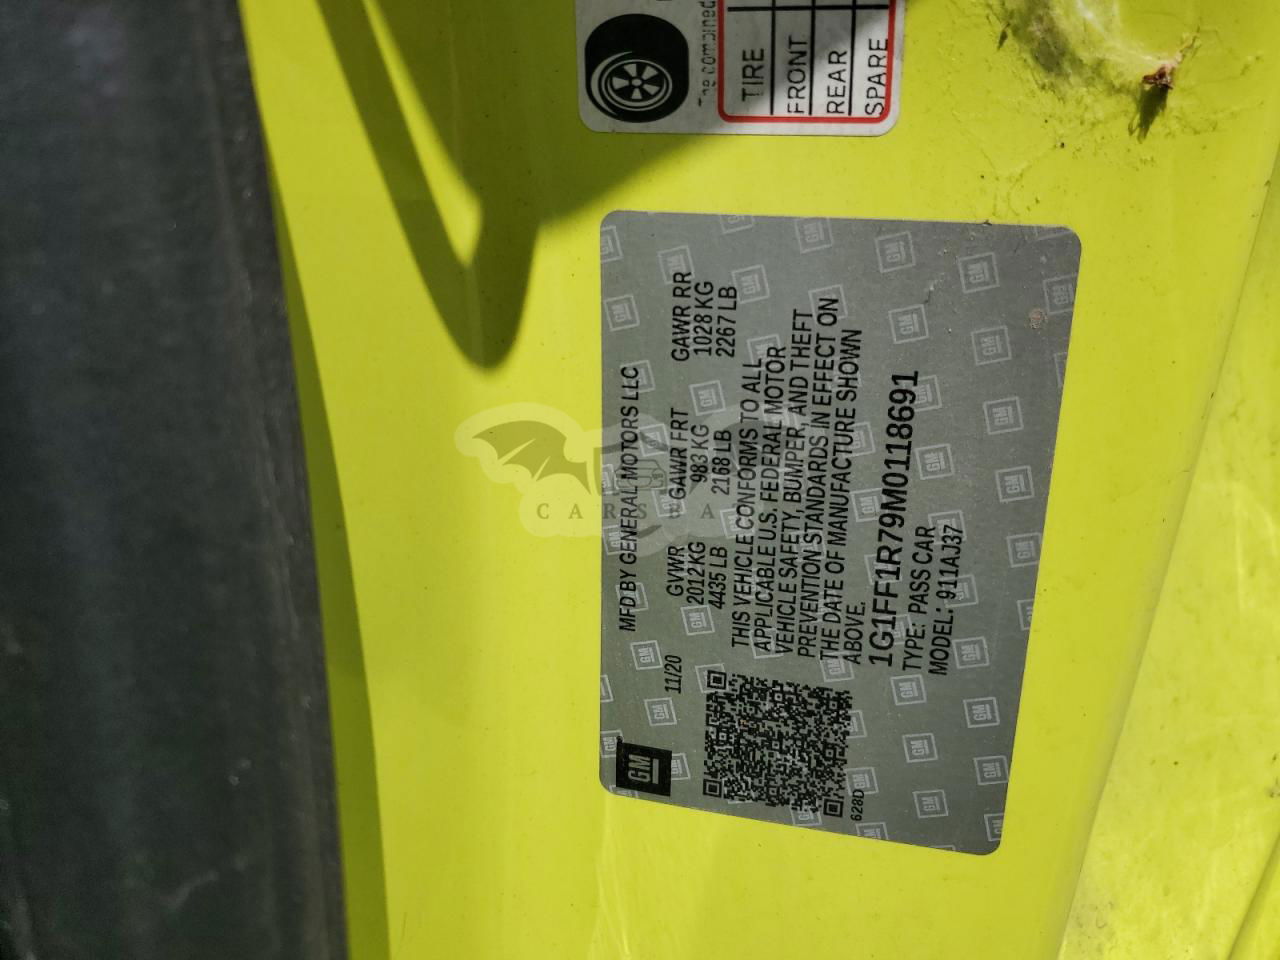 The combined
TIRE
FRONT
REAR
SPARE
GM
11/20
MFD BY GENERAL MOTORS LLC
GVWR GAWR FRT GAWR RR
2012 KG 983 KG 1028 KG
4435 LB 2168 LB 2267 LB
THIS VEHICLE CONFORMS TO ALL
APPLICABLE U.S. FEDERAL MOTOR
VEHICLE SAFETY, BUMPER, AND THEFT
PREVENTION STANDARDS IN EFFECT ON
THE DATE OF MANUFACTURE SHOWN
ABOVE.
1G1FF1R79M0118691
TYPE: PASS CAR
MODEL: 911AJ37
628D